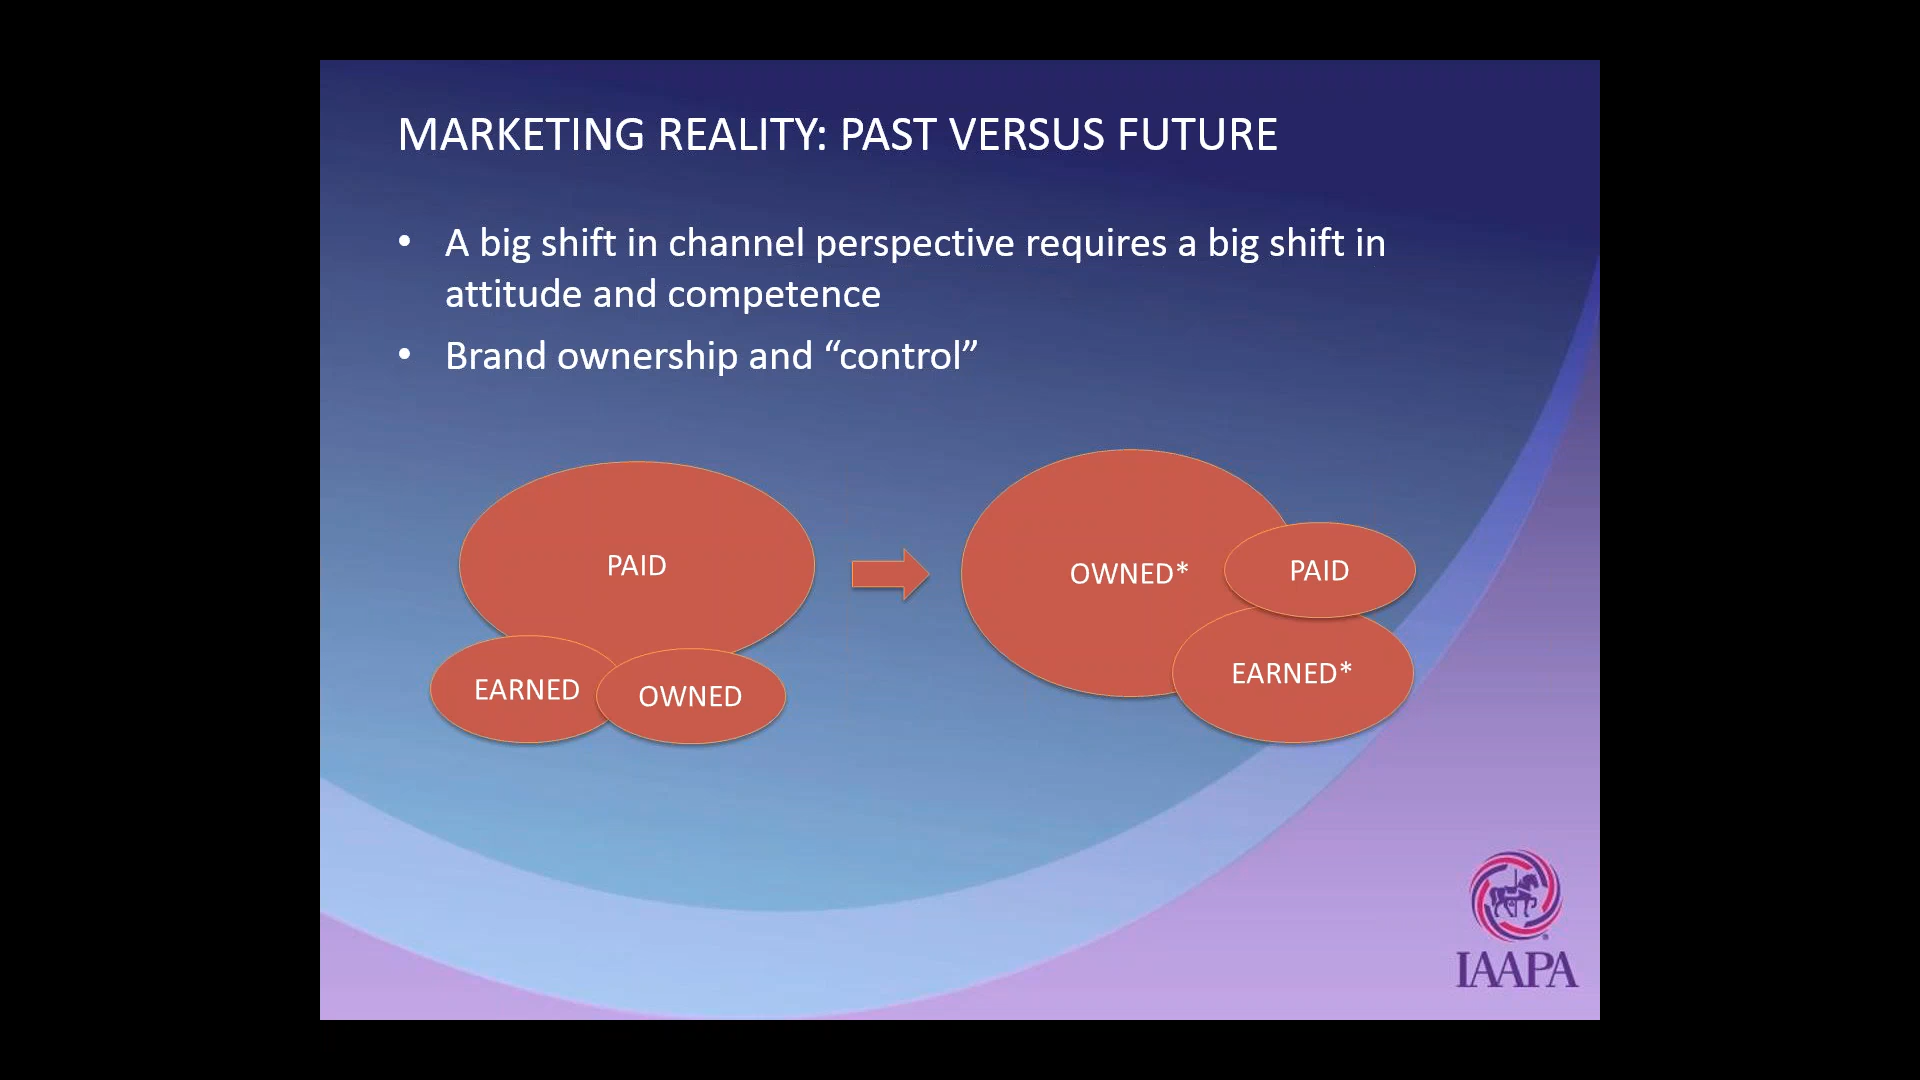 MARKETING REALITY: PAST VERSUS FUTURE
• A big shift in channel perspective requires a big shift in
attitude and competence
• Brand ownership and “control”
PAID
EARNED
OWNED
OWNED*
PAID
EARNED*
IAAPA